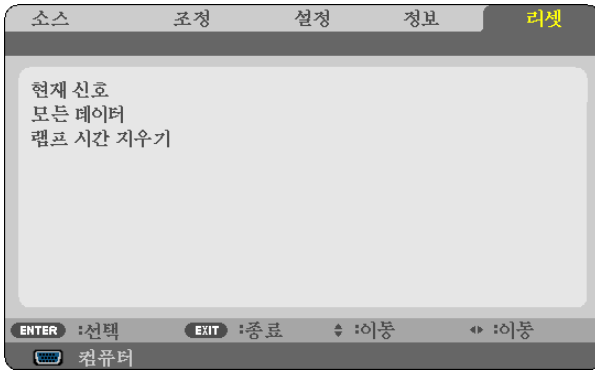 소스 조정 설정 정보 리셋
현재 신호
모든 데이터
램프 시간 지우기
ENTER :선택 EXIT :종료 :이동 :이동
컴퓨터